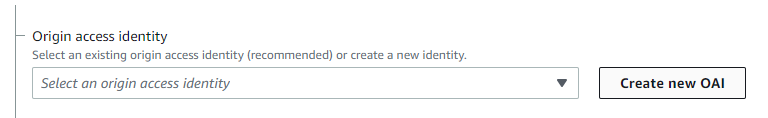 Origin access identity
Select an existing origin access identity (recommended) or create a new identity.
Select an origin access identity
Create new OAI